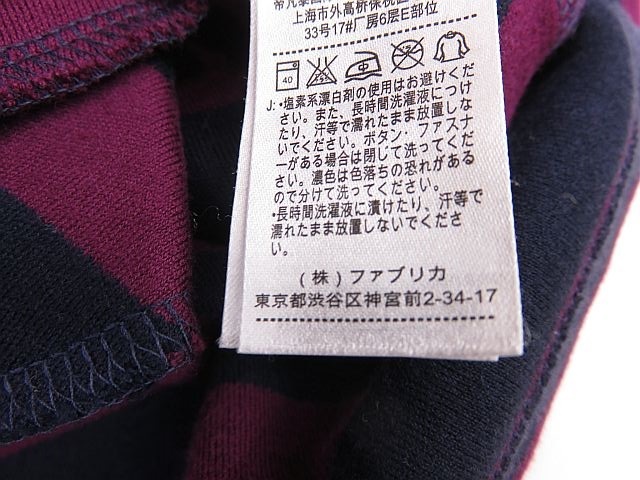 上海市外高桥保税区
33号17#厂房6层E部位
40
J:•塩素系漂白剤の使用はお避けくだ
さい。また、長時間洗濯液につけ
たり、汗等で濡れたまま放置しな
いでください。ボタン・ファスナ
ーがある場合は閉じて洗ってくだ
さい。濃色は色落ちの恐れがある
ので分けて洗ってください。
•長時間洗濯液に漬けたり、汗等で
濡れたまま放置しないでくださ
い。
(株)ファブリカ
東京都渋谷区神宮前2-34-17